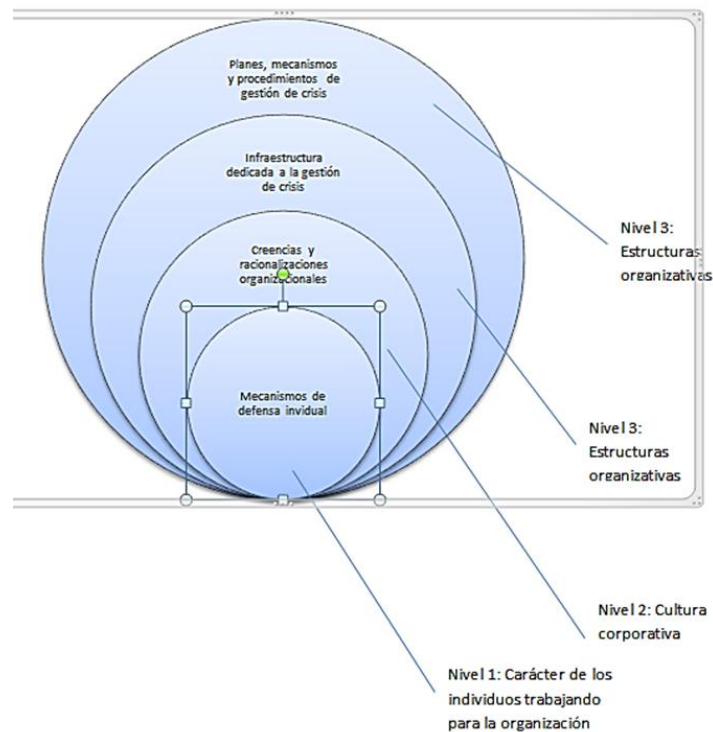 Planes, mecanismos
y procedimientos de
gestión de crisis
Infraestructura
dedicada a la gestión
de crisis
Creencias y
racionalizaciones
organizacionales
Mecanismos de
defensa invidual
Nivel 3:
Estructuras
organizativas
Nivel 3:
Estructuras
organizativas
Nivel 2: Cultura
corporativa
Nivel 1: Carácter de los
individuos trabajando
para la organización